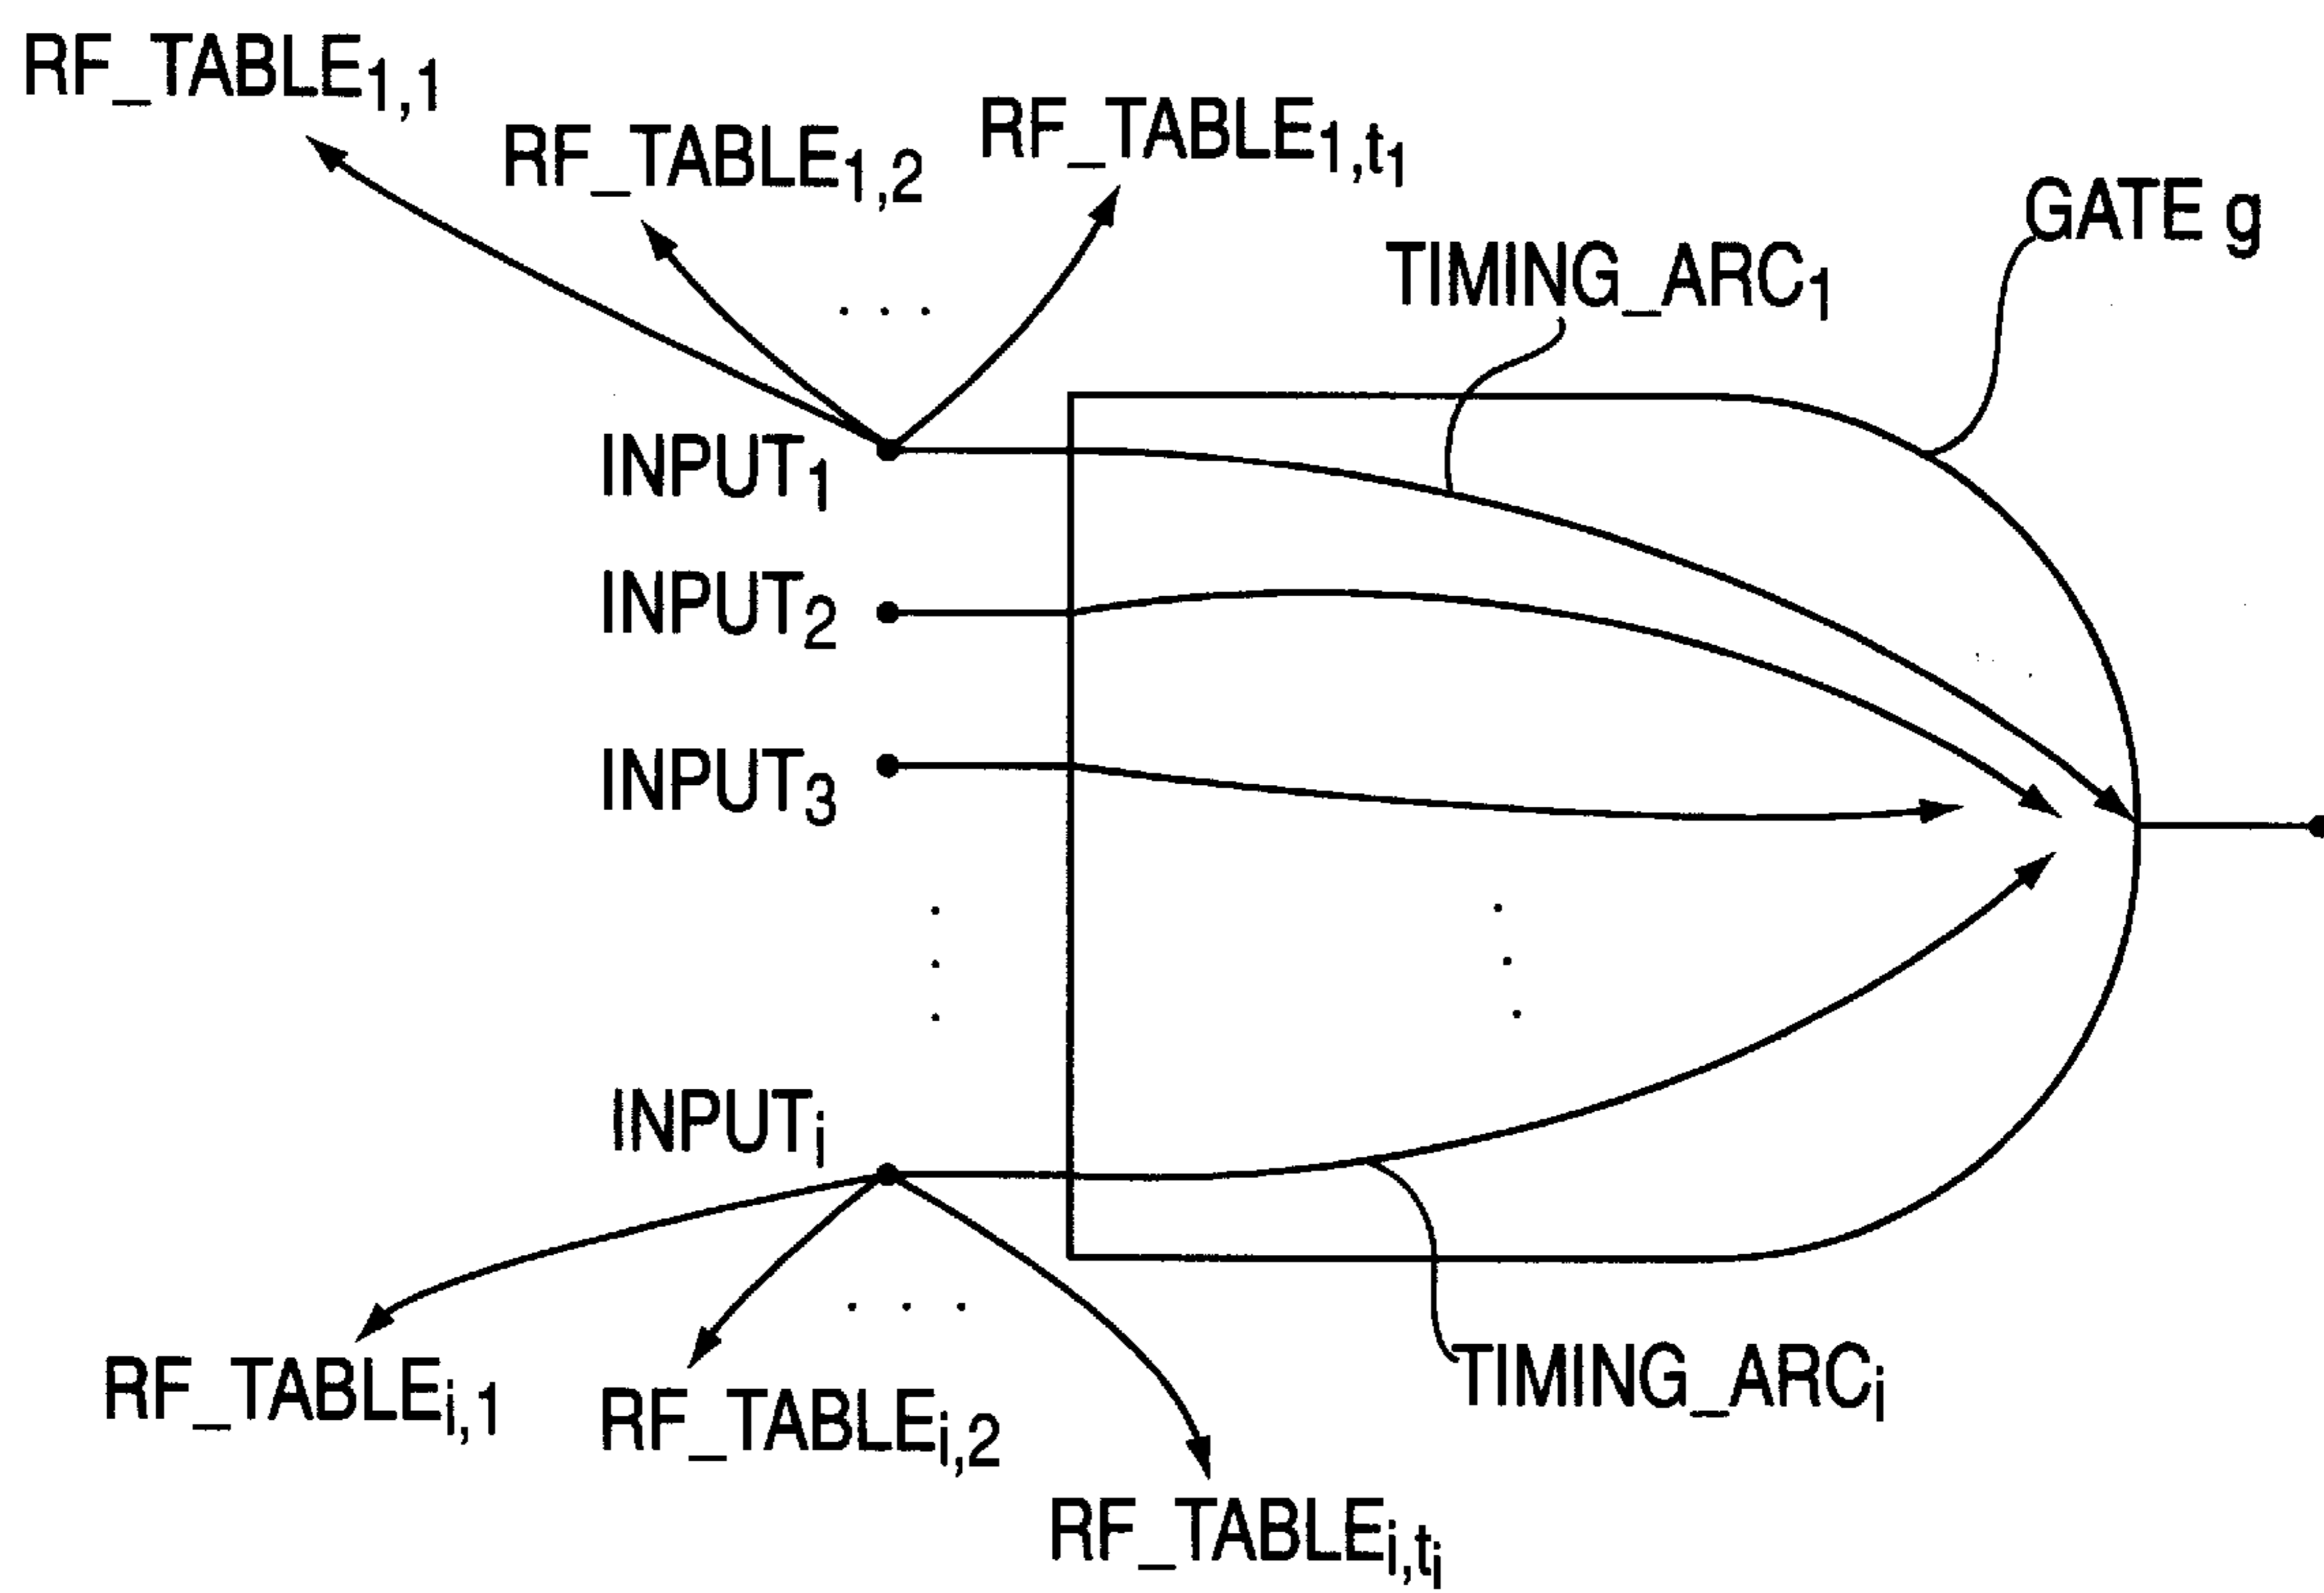 RF_TABLE1,1
RF_TABLE1,2
RF_TABLE1,t1
GATE g
TIMING_ARC1
INPUT1
INPUT2
INPUT3
INPUTi
RF_TABLEi,1
RF_TABLEi,2
TIMING_ARCi
RF_TABLEi,ti